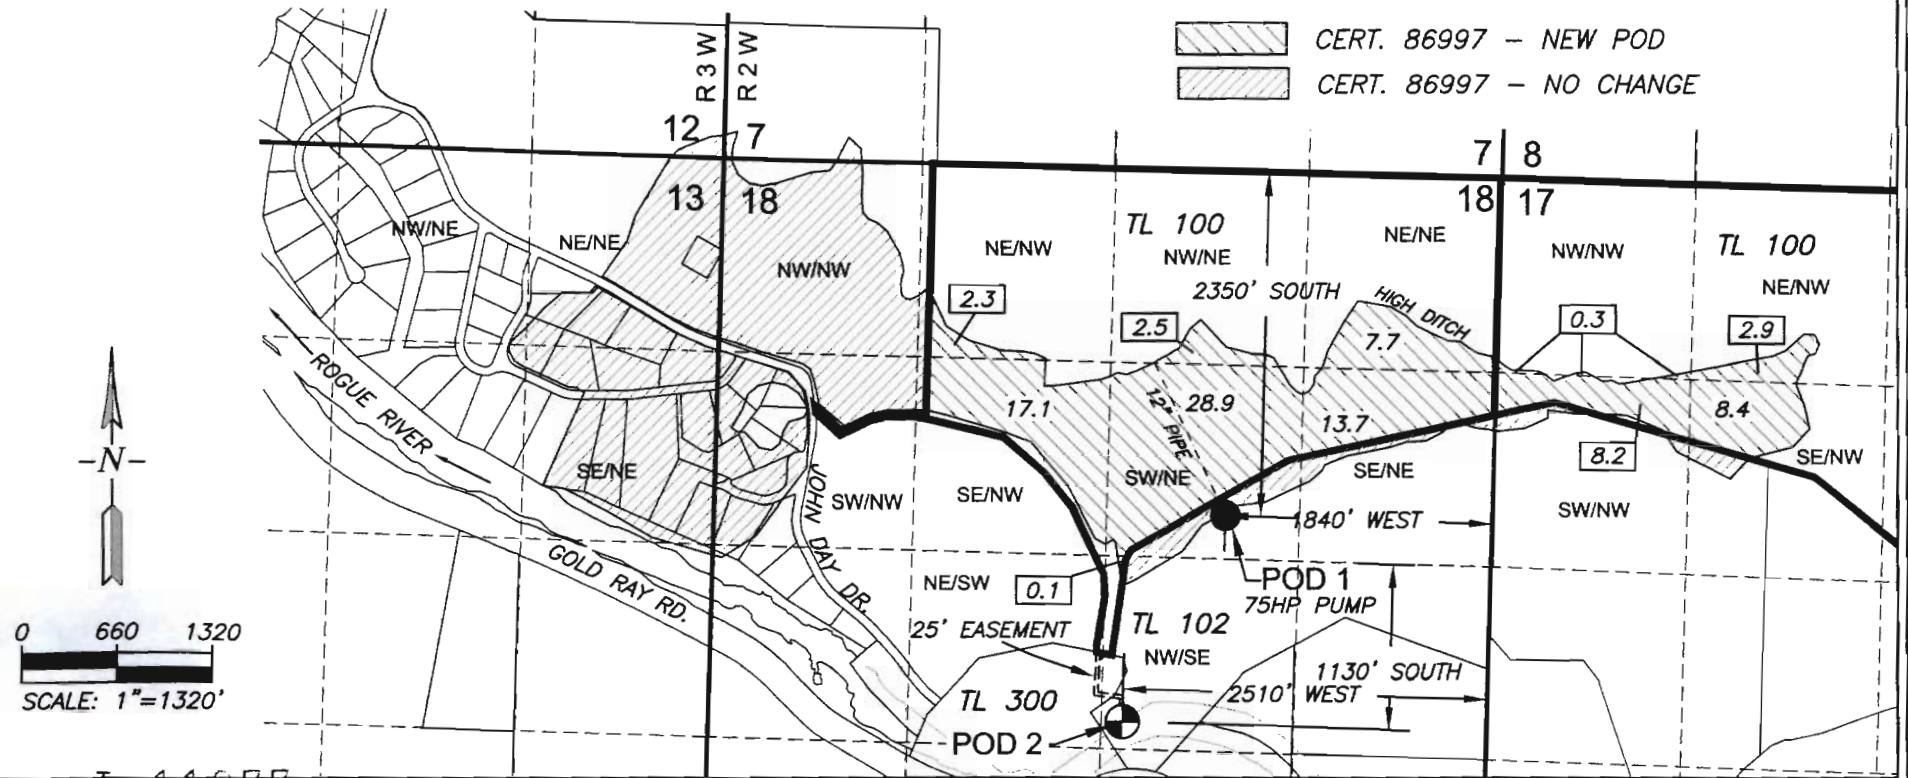 CERT. 86997 - NEW POD
CERT. 86997 - NO CHANGE
R 3 W
R 2 W
12
7
7
8
13
18
18
17
NW/NE
NE/NE
NW/NW
NE/NW
TL 100
NW/NE
NE/NE
NW/NW
TL 100
NE/NW
2350' SOUTH
HIGH DITCH
2.3
2.5
7.7
0.3
2.9
ROGUE RIVER
17.1
12" PIPE
28.9
13.7
8.4
8.2
SE/NE
JOHN DAY DR.
SW/NW
SE/NW
SW/NE
SE/NE
SW/NW
SE/NW
1840' WEST
N
GOLD RAY RD.
NE/SW
0.1
POD 1
75HP PUMP
25' EASEMENT
TL 102
NW/SE
1130' SOUTH
2510' WEST
TL 300
POD 2
0 660 1320
SCALE: 1"=1320'